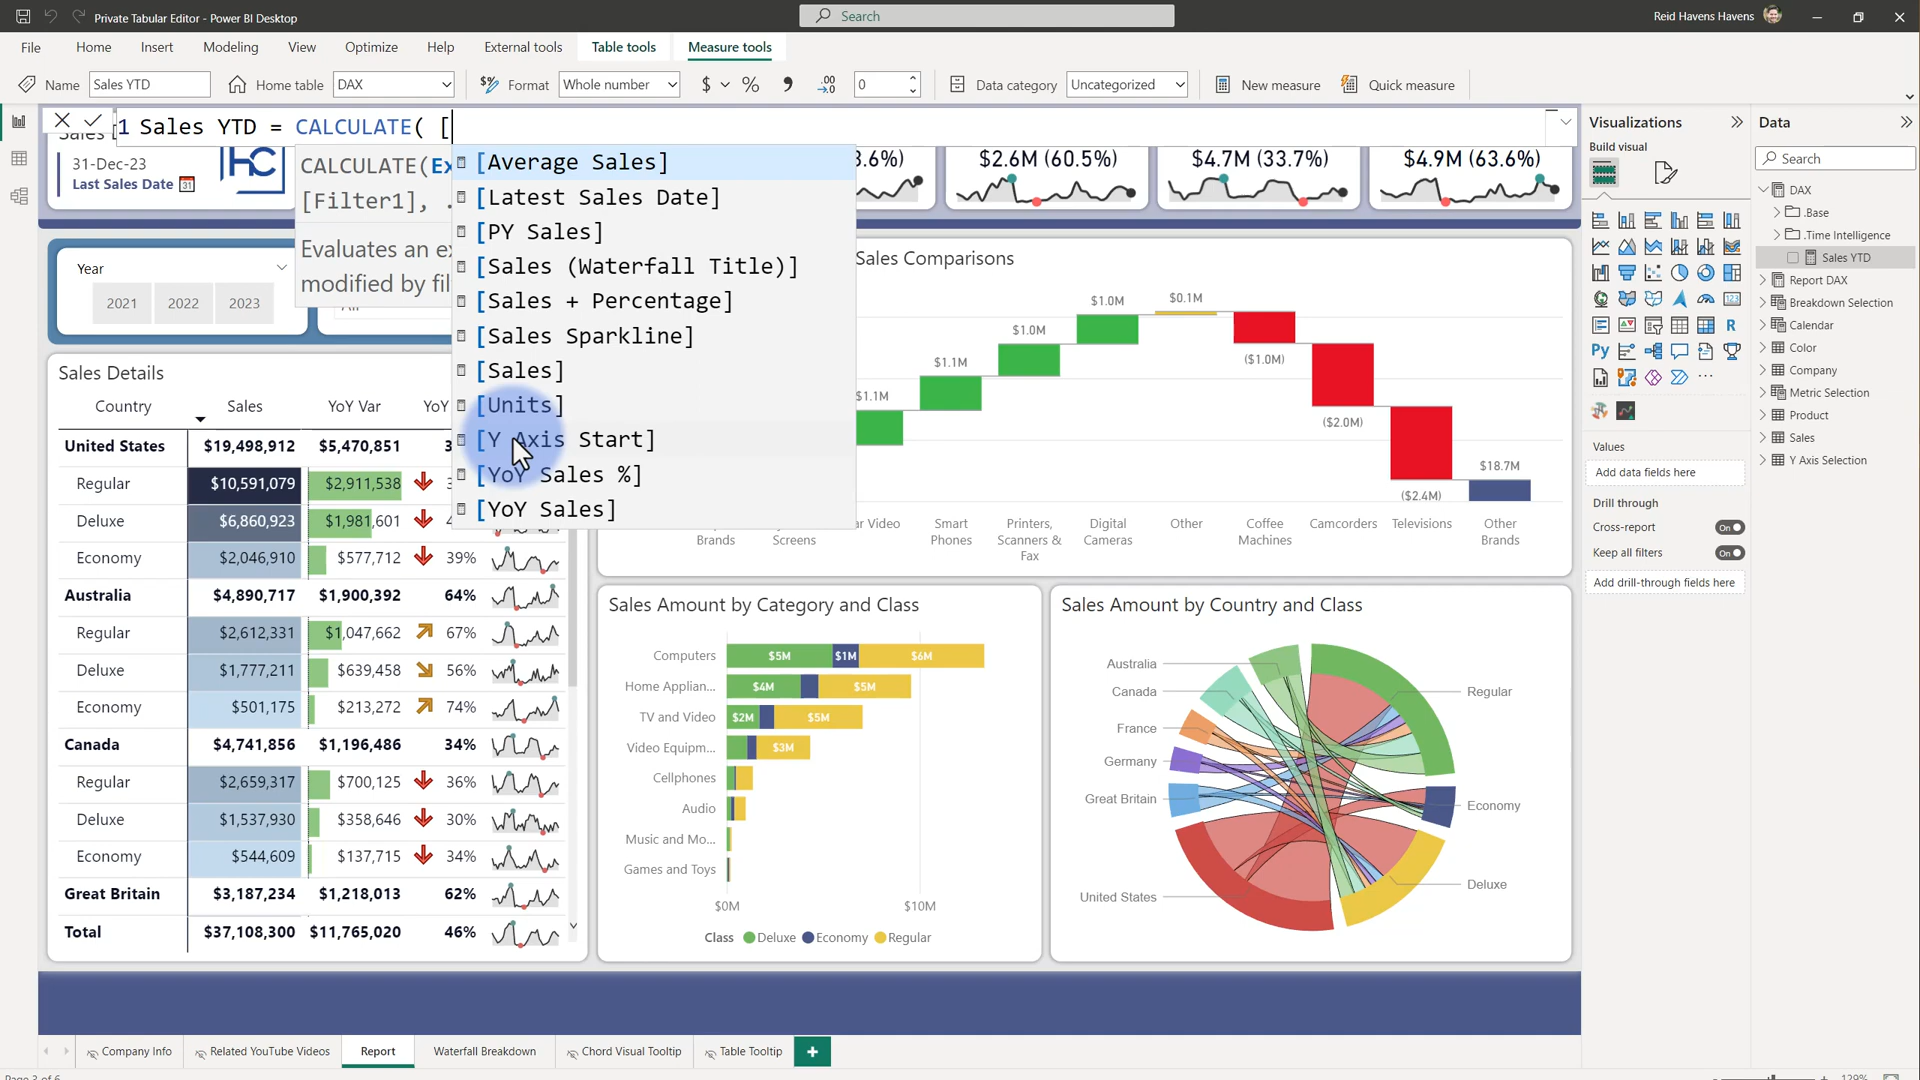 Private Tabular Editor - Power BI Desktop
Search
Reid Havens Havens
File
Home
Insert
Modeling
View
Optimize
Help
External tools
Table tools
Measure tools
Name
Sales YTD
Home table
DAX
Format
Whole number
$
%
0
Data category
Uncategorized
New measure
Quick measure
1 Sales YTD = CALCULATE( [
CALCULATE(Ex
[Filter1], .
Evaluates an ex
modified by fil
[Average Sales]
[Latest Sales Date]
[PY Sales]
[Sales (Waterfall Title)]
[Sales + Percentage]
[Sales Sparkline]
[Sales]
[Units]
[Y Axis Start]
[YoY Sales %]
[YoY Sales]
31-Dec-23
Last Sales Date
hc
3.6%)
$2.6M (60.5%)
$4.7M (33.7%)
$4.9M (63.6%)
Year
2021
2022
2023
Sales Details
Country
Sales
YoY Var
YoY
United States $19,498,912 $5,470,851
Regular $10,591,079 $2,911,538
Deluxe $6,860,923 $1,981,601
Economy $2,046,910 $577,712 39%
Australia $4,890,717 $1,900,392 64%
Regular $2,612,331 $1,047,662 67%
Deluxe $1,777,211 $639,458 56%
Economy $501,175 $213,272 74%
Canada $4,741,856 $1,196,486 34%
Regular $2,659,317 $700,125 36%
Deluxe $1,537,930 $358,646 30%
Economy $544,609 $137,715 34%
Great Britain $3,187,234 $1,218,013 62%
Total $37,108,300 $11,765,020 46%
Sales Comparisons
$1.1M
$1.1M
$1.0M
$1.0M
$0.1M
($1.0M)
($2.0M)
($2.4M)
$18.7M
Brands
Screens
ar Video
Smart
Phones
Printers,
Scanners &
Fax
Digital
Cameras
Other
Coffee
Machines
Camcorders
Televisions
Other
Brands
Sales Amount by Category and Class
Computers
$5M
$1M
$6M
Home Applian...
$4M
$5M
TV and Video
$2M
$5M
Video Equipm...
$3M
Cellphones
Audio
Music and Mo...
Games and Toys
$0M
$10M
Class
Deluxe
Economy
Regular
Sales Amount by Country and Class
Australia
Canada
France
Germany
Great Britain
United States
Regular
Economy
Deluxe
Visualizations
Build visual
R
Py
123
Values
Add data fields here
Drill through
Cross-report
On
Keep all filters
On
Add drill-through fields here
Data
Search
DAX
.Base
.Time Intelligence
Sales YTD
Report DAX
Breakdown Selection
Calendar
Color
Company
Metric Selection
Product
Sales
Y Axis Selection
Company Info
Related YouTube Videos
Report
Waterfall Breakdown
Chord Visual Tooltip
Table Tooltip
Page 3 of 6
129%